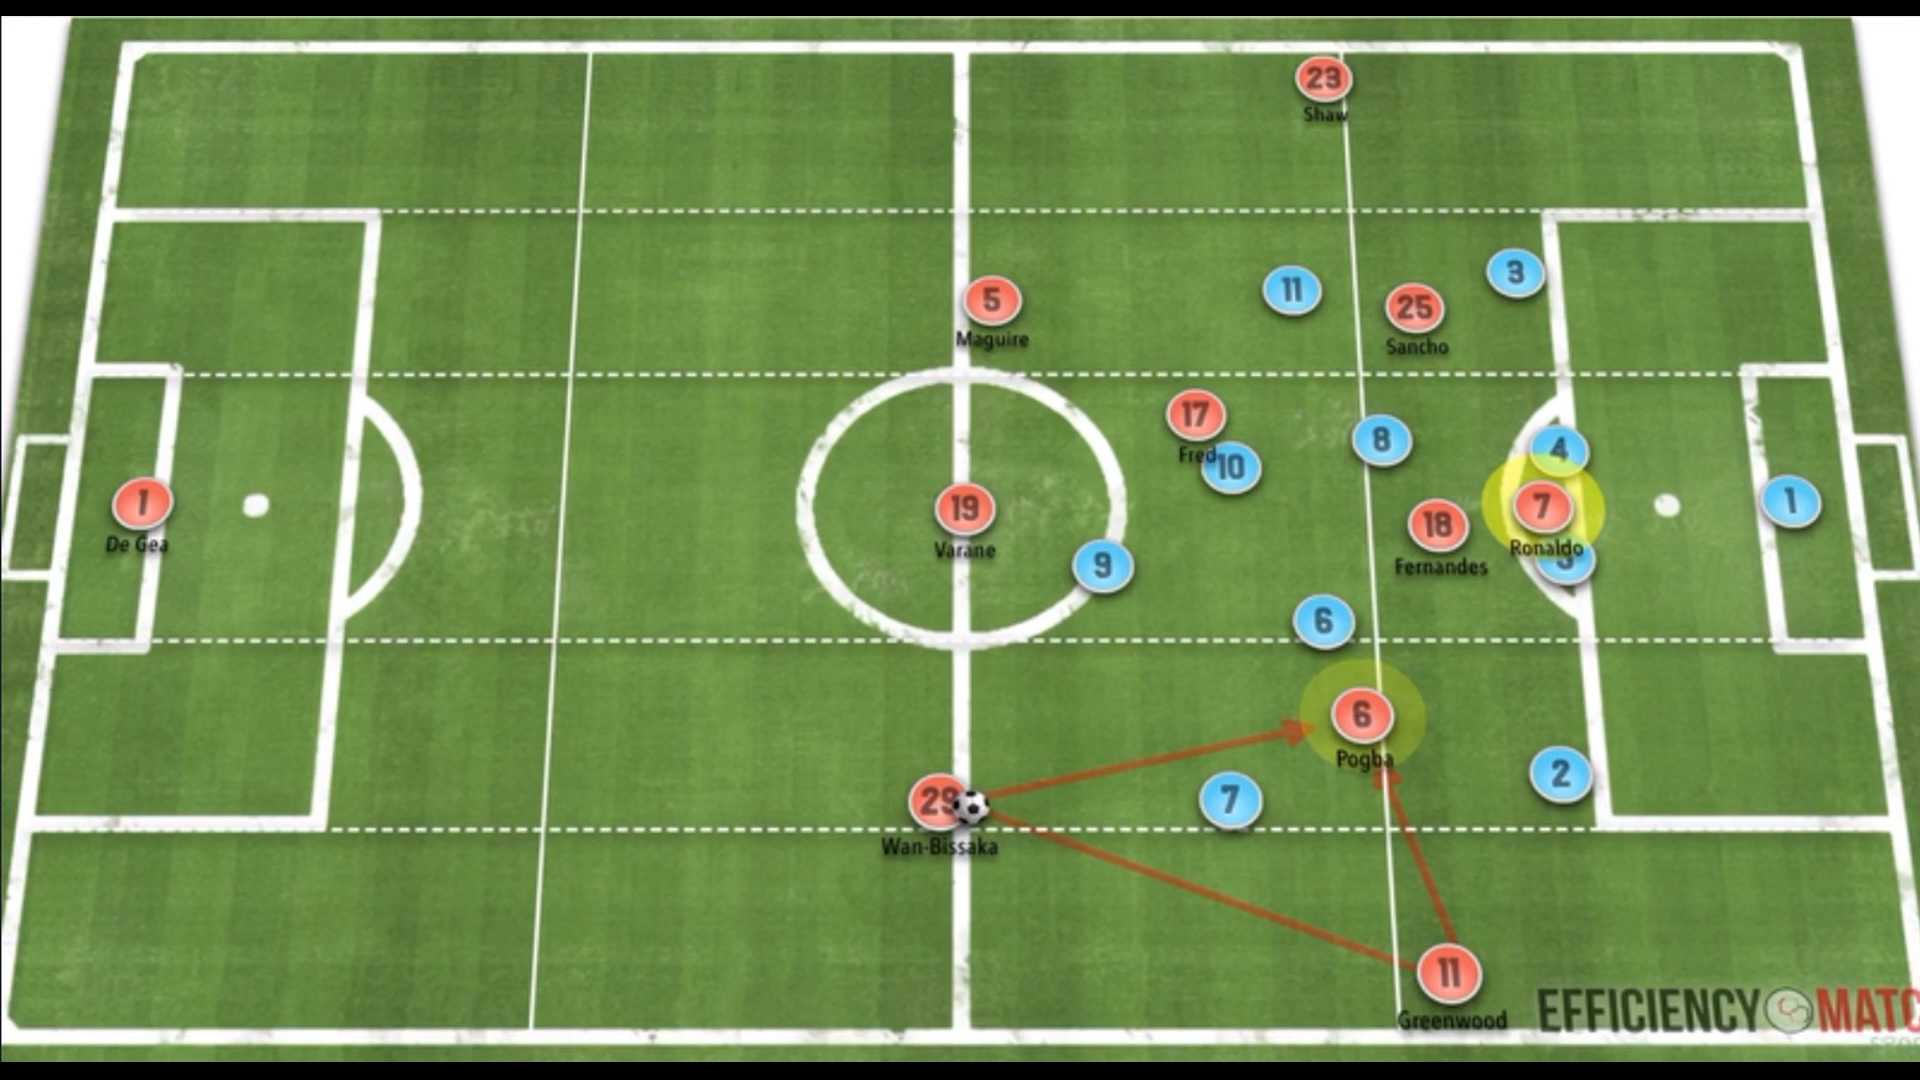 23
Shaw
3
11
5
Maguire
25
Sancho
17
Fred
10
8
4
1
De Gea
19
Varane
9
18
Fernandes
7
Ronaldo
1
6
6
Pogba
29
Wan-Bissaka
7
2
11
Greenwood
EFFICIENCY MATC